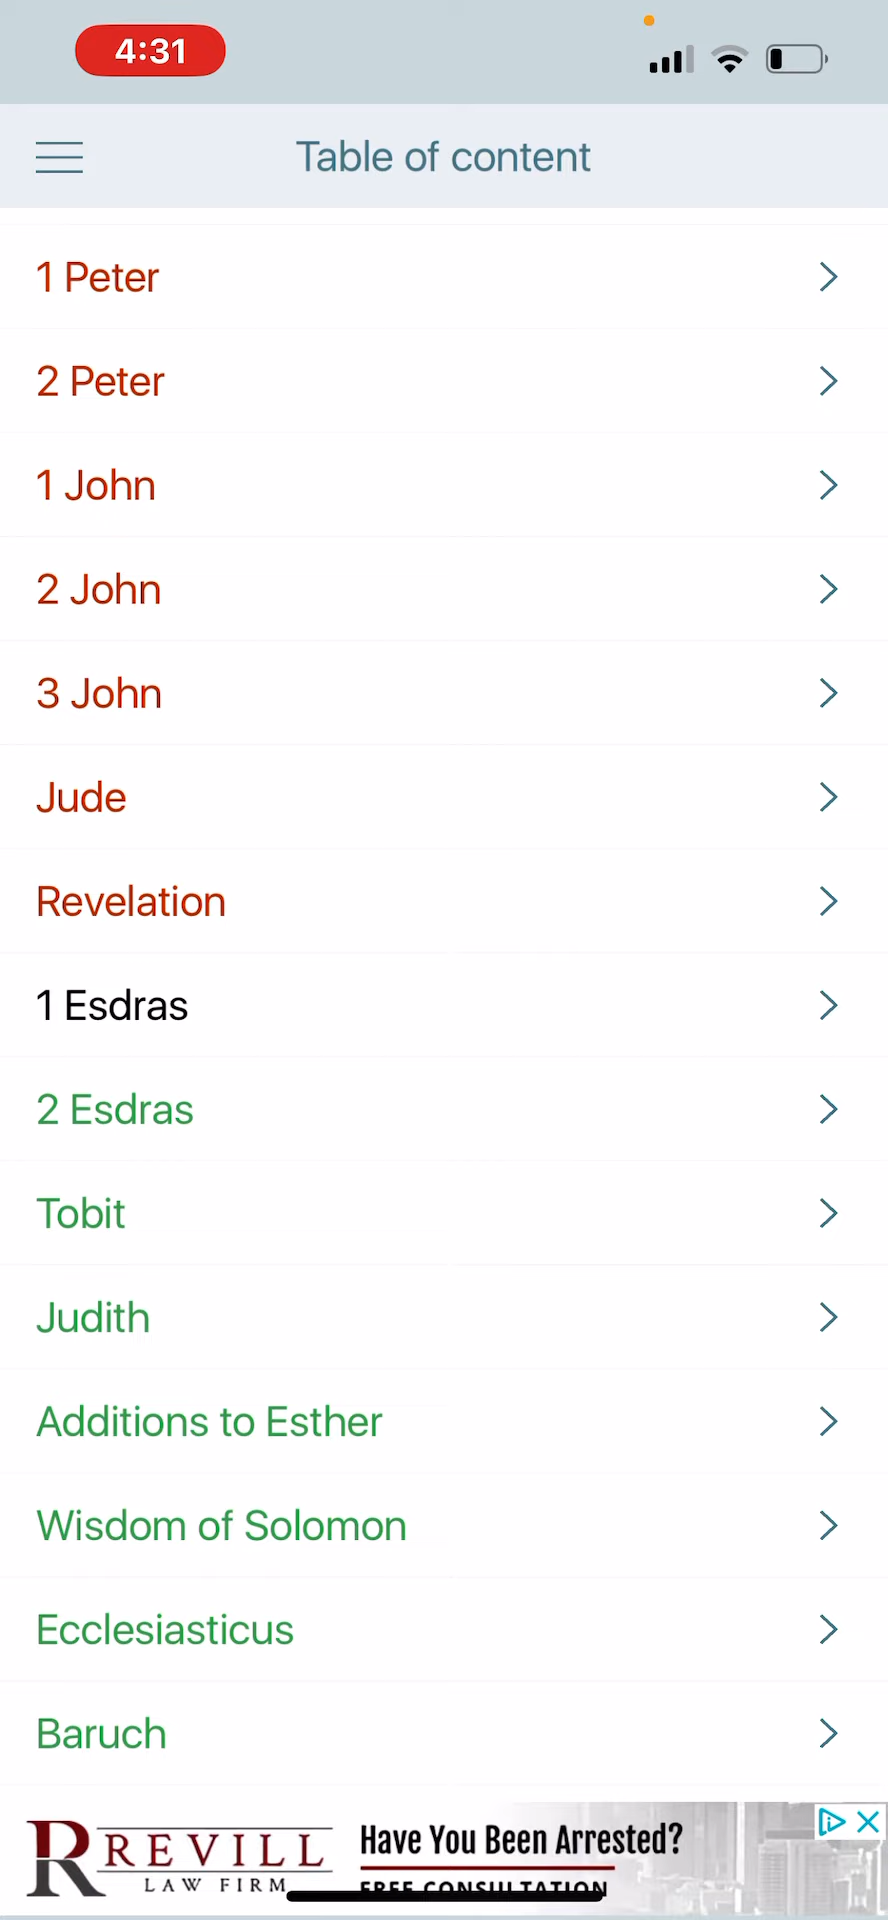 4:31
Table of content
1 Peter
2 Peter
1 John
2 John
3 John
Jude
Revelation
1 Esdras
2 Esdras
Tobit
Judith
Additions to Esther
Wisdom of Solomon
Ecclesiasticus
Baruch
R REVILL
LAW FIRM
Have You Been Arrested?
FREE CONSULTATION